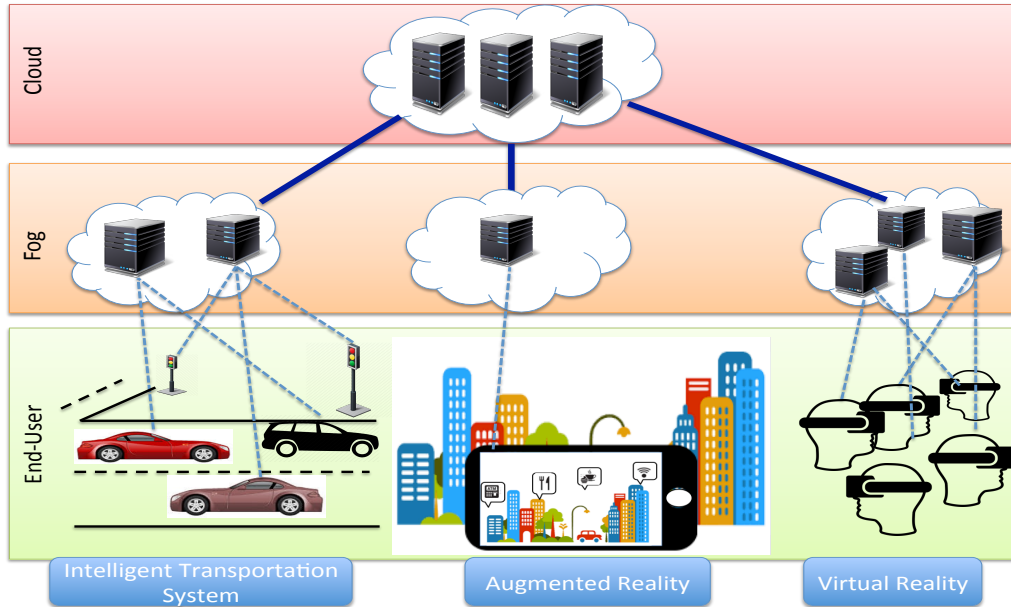 Cloud
Fog
End-User
Intelligent Transportation
System
Augmented Reality
Virtual Reality